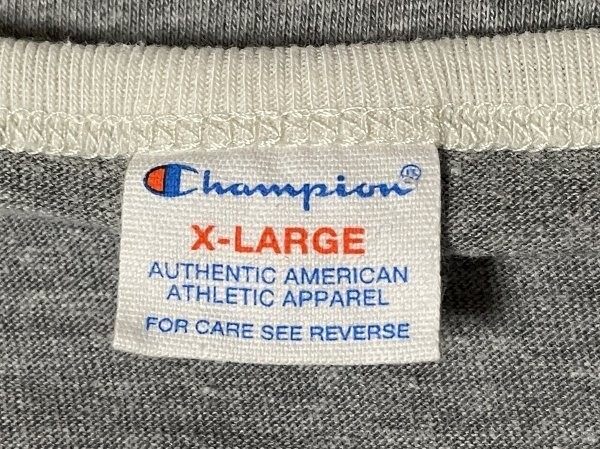 Champion®
X-LARGE
AUTHENTIC AMERICAN
ATHLETIC APPAREL
FOR CARE SEE REVERSE